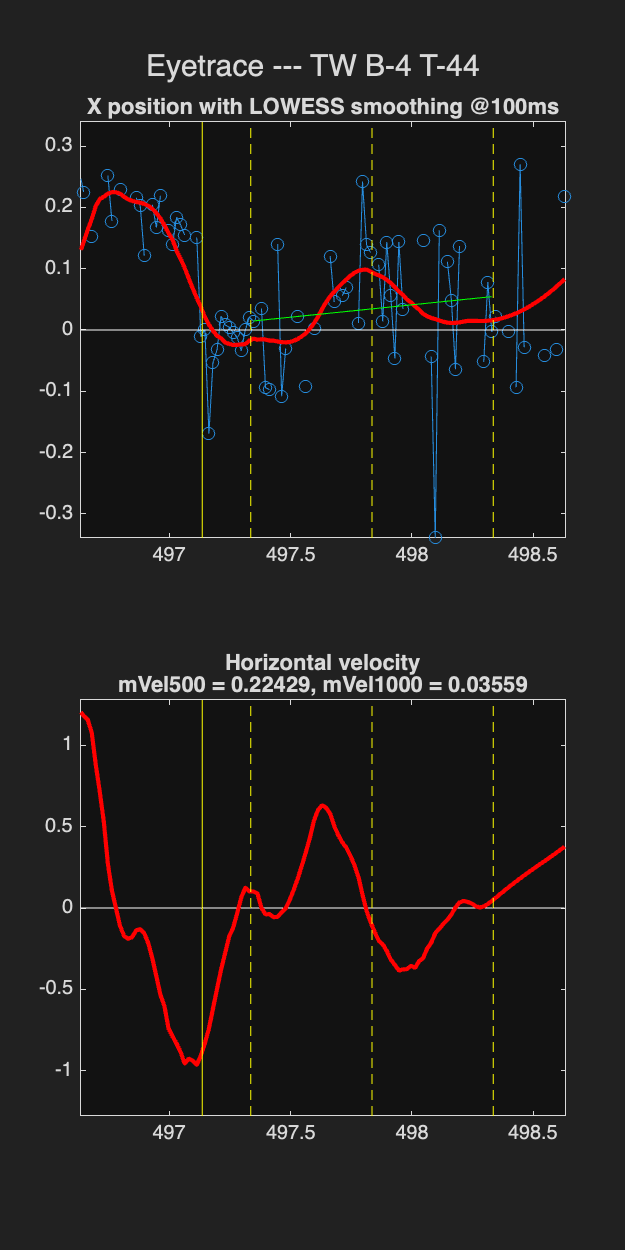 Eyetrace --- TW B-4 T-44
X position with LOWESS smoothing @100ms
0.3
0.2
0.1
0
-0.1
-0.2
-0.3
497 497.5 498 498.5
Horizontal velocity
mVel500 = 0.22429, mVel1000 = 0.03559
1
0.5
0
-0.5
-1
497 497.5 498 498.5